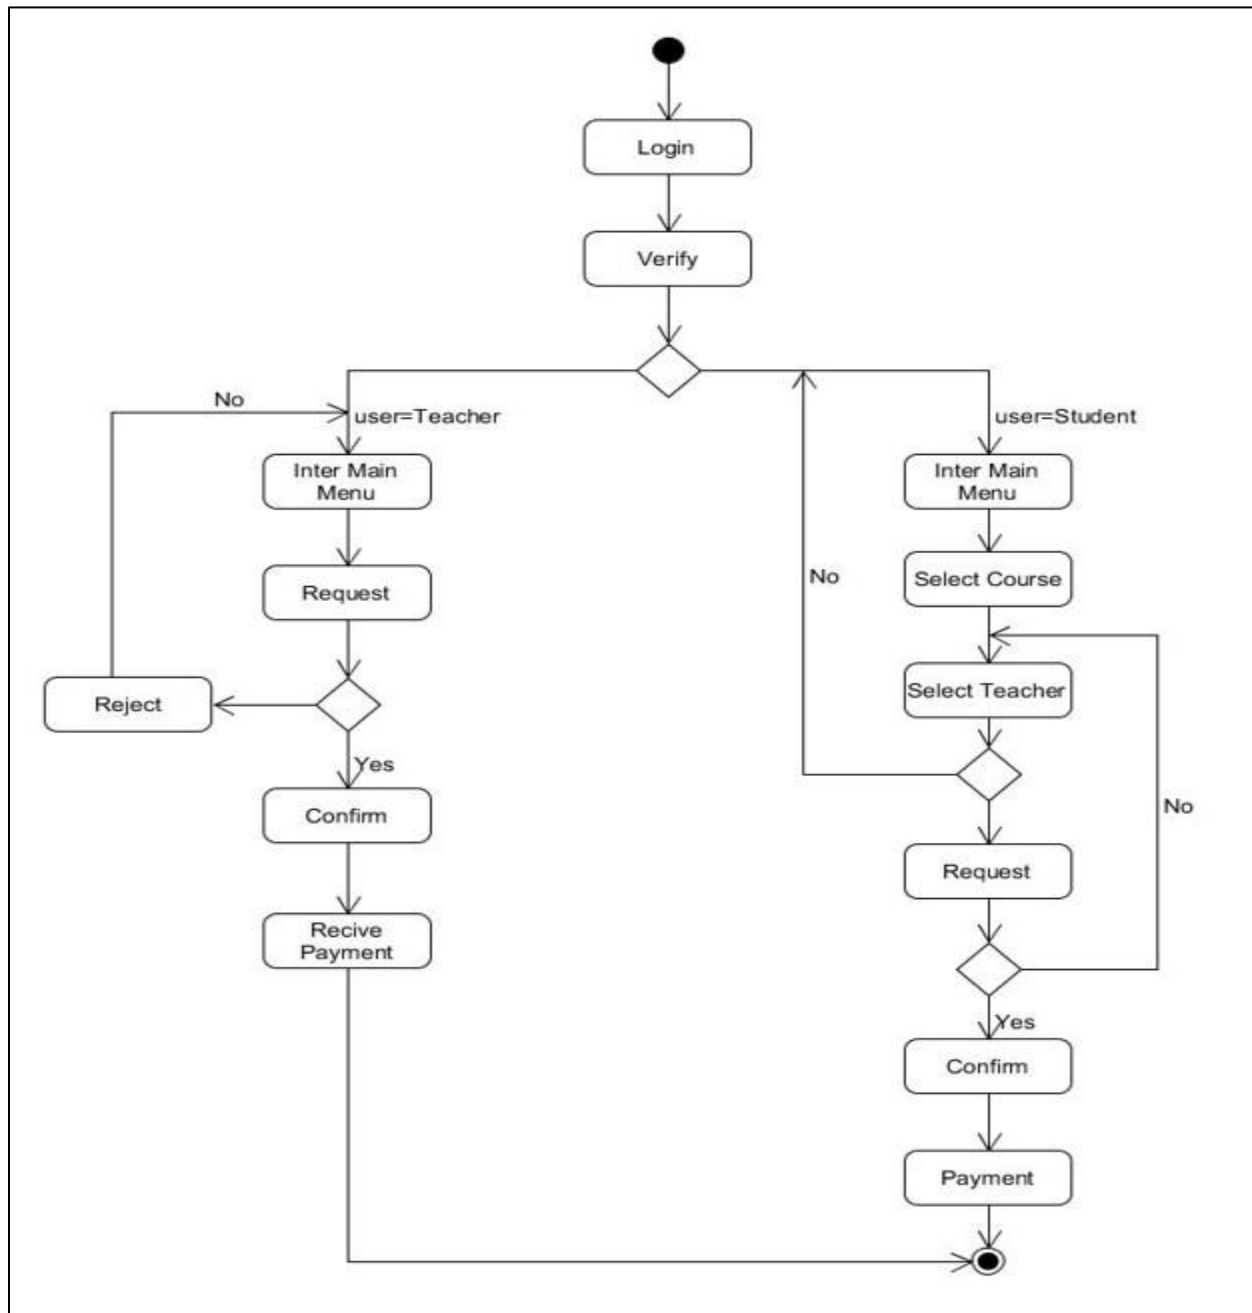 Login
Verify
No
user=Teacher
user=Student
Inter Main
Menu
Inter Main
Menu
Request
No
Select Course
Reject
Select Teacher
Yes
Confirm
No
Request
Recive
Payment
Yes
Confirm
Payment